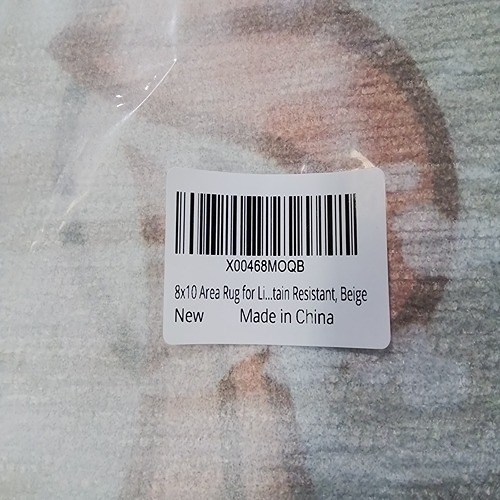 X00468MOQB
8x10 Area Rug for Li...tain Resistant, Beige
New Made in China